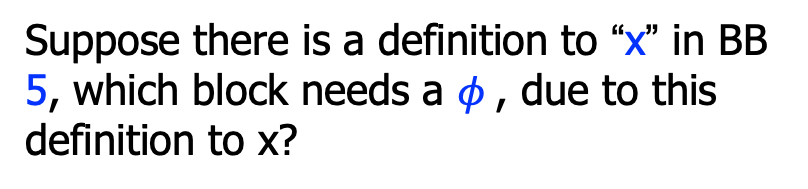 Suppose there is a definition to “x” in BB
5, which block needs a ϕ , due to this
definition to x?